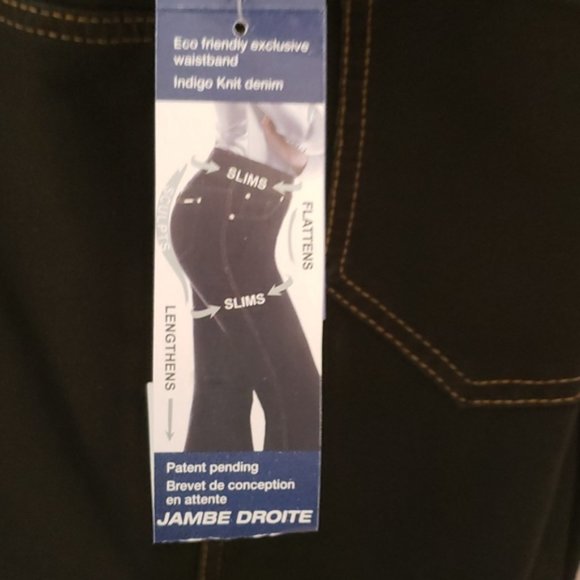 Eco friendly exclusive
waistband
Indigo Knit denim
SLIMS
SCULPTS
FLATTENS
SLIMS
LENGTHENS
Patent pending
Brevet de conception
en attente
JAMBE DROITE